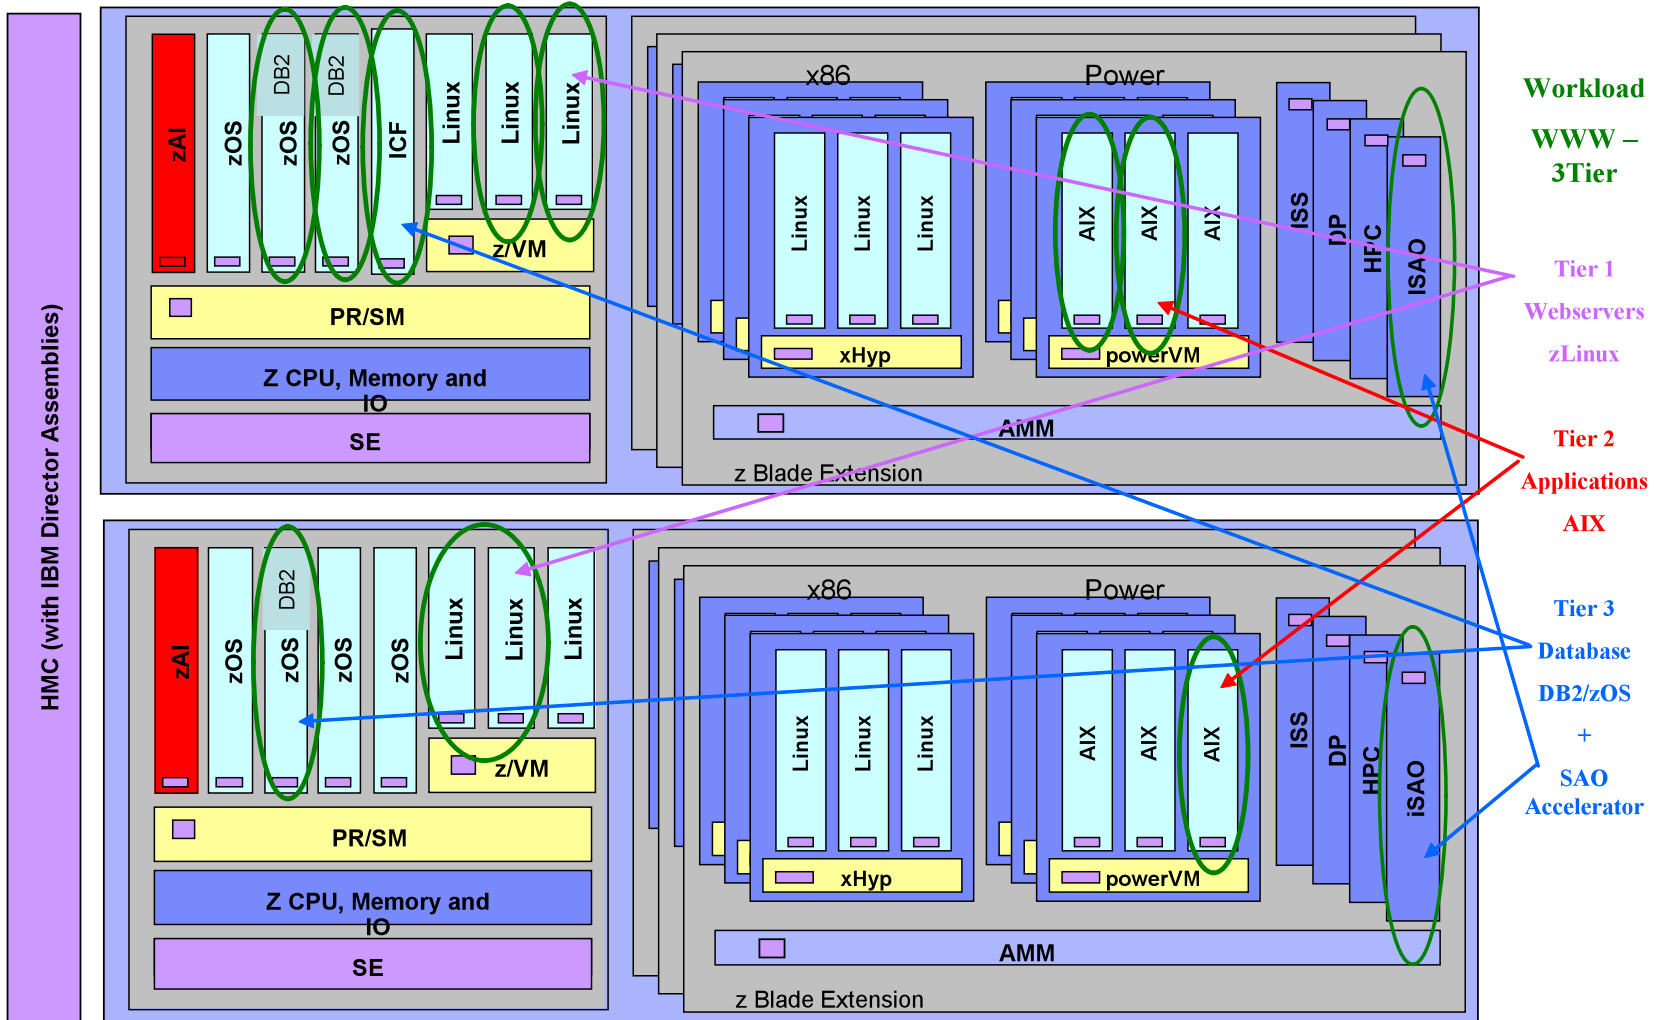 HMC (with IBM Director Assemblies)
zAI
zOS
DB2
zOS
DB2
zOS
ICF
Linux
Linux
Linux
z/VM
PR/SM
Z CPU, Memory and
IO
SE
x86
Linux
Linux
Linux
xHyp
Power
AIX
AIX
AIX
powerVM
ISS
DP
HPC
ISAO
AMM
z Blade Extension
zAI
zOS
DB2
zOS
zOS
zOS
Linux
Linux
Linux
z/VM
PR/SM
Z CPU, Memory and
IO
SE
x86
Linux
Linux
Linux
xHyp
Power
AIX
AIX
AIX
powerVM
ISS
DP
HPC
iSAO
AMM
z Blade Extension
Workload
WWW –
3Tier
Tier 1
Webservers
zLinux
Tier 2
Applications
AIX
Tier 3
Database
DB2/zOS
+
SAO
Accelerator